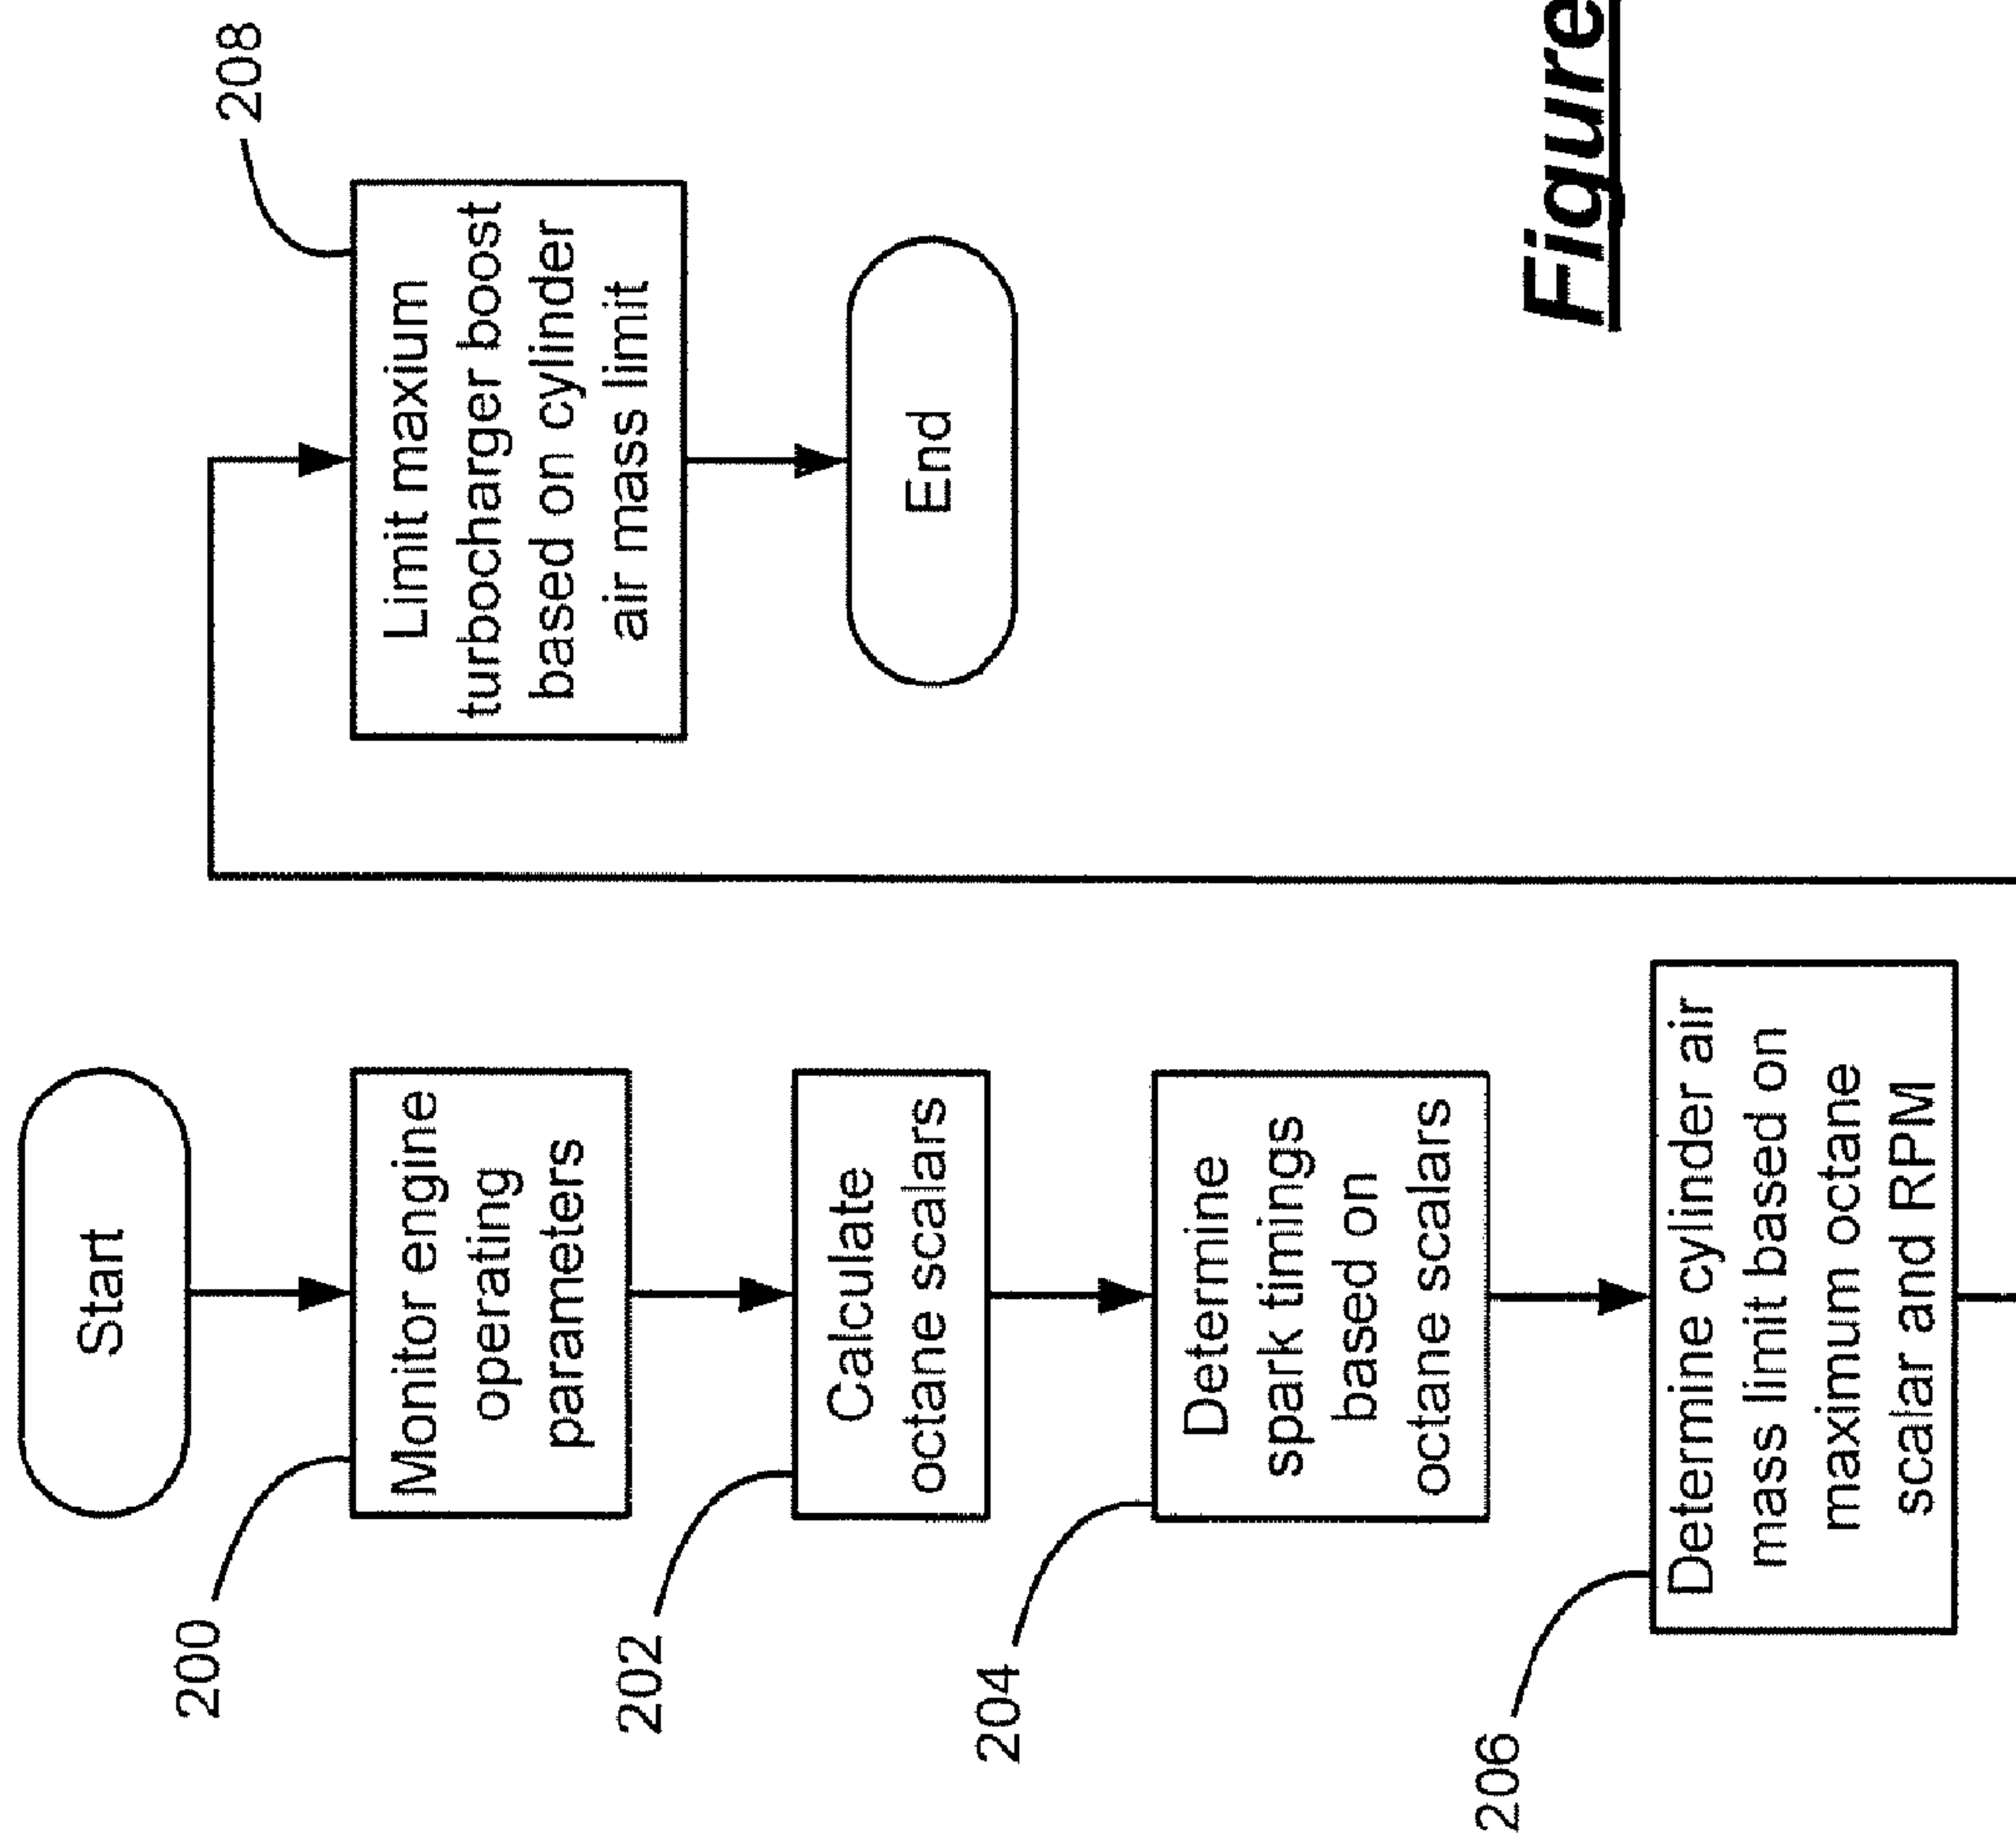 Start
200
Monitor engine
operating
parameters
202
Calculate
octane scalars
204
Determine
spark timings
based on
octane scalars
206
Determine cylinder air
mass limit based on
maximum octane
scalar and RPM
208
Limit maxium
turbocharger boost
based on cylinder
air mass limit
End
Figure